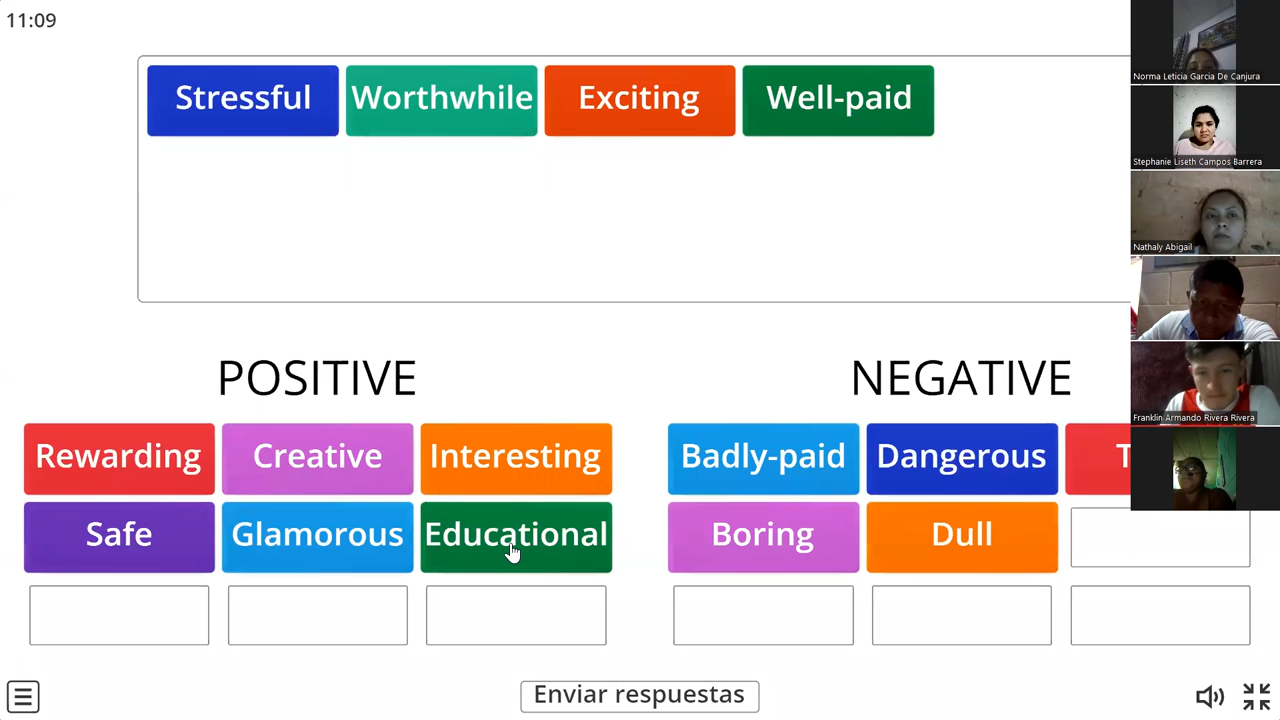 11:09
Stressful Worthwhile Exciting Well-paid
Norma Leticia Garcia De Canjura
Stephanie Liseth Campos Barrera
Nathaly Abigail
Franklin Armando Rivera Rivera
POSITIVE NEGATIVE
Rewarding Creative Interesting Badly-paid Dangerous T
Safe Glamorous Educational Boring Dull
Enviar respuestas